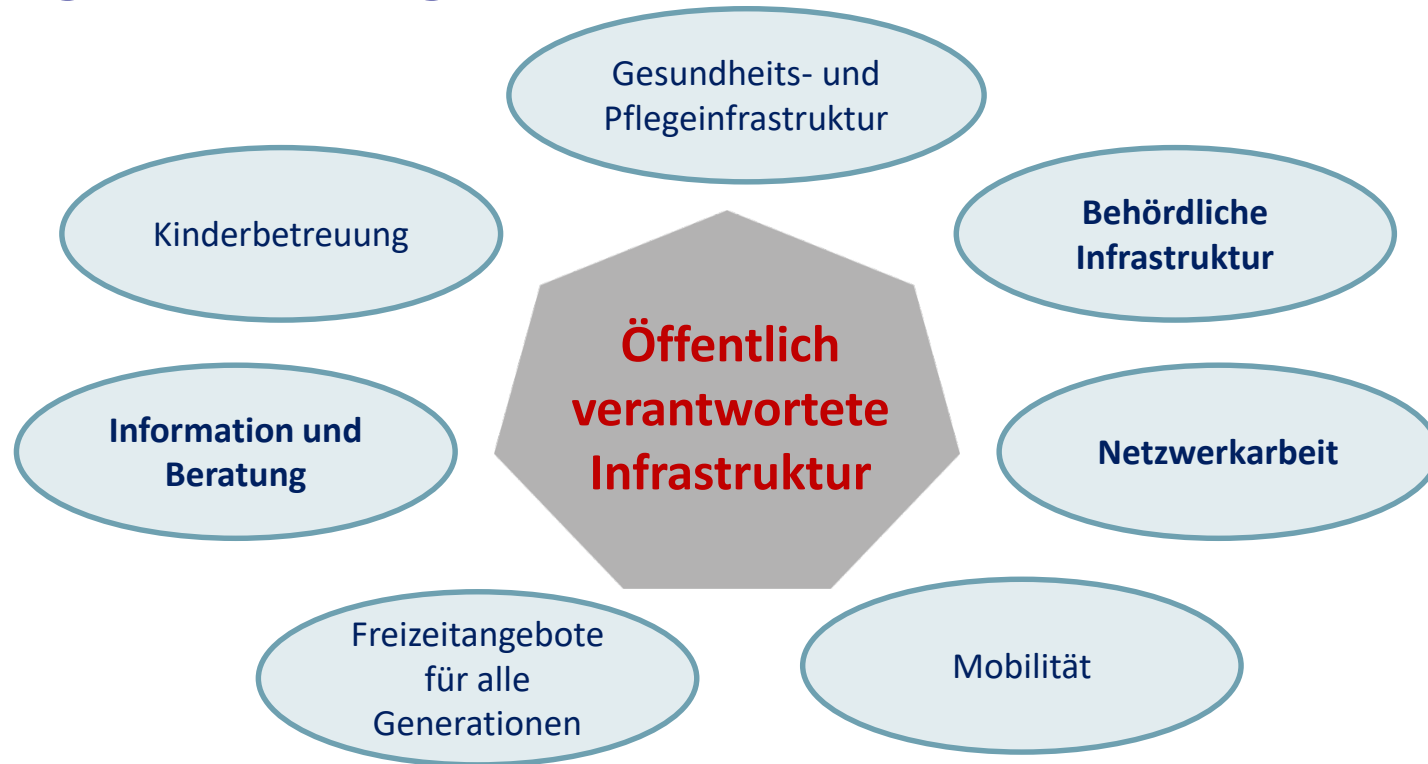 Gesundheits- und
Pflegeinfrastruktur
Behördliche
Infrastruktur
Kinderbetreuung
Öffentlich
verantwortete
Infrastruktur
Information und
Beratung
Netzwerkarbeit
Freizeitangebote
für alle
Generationen
Mobilität